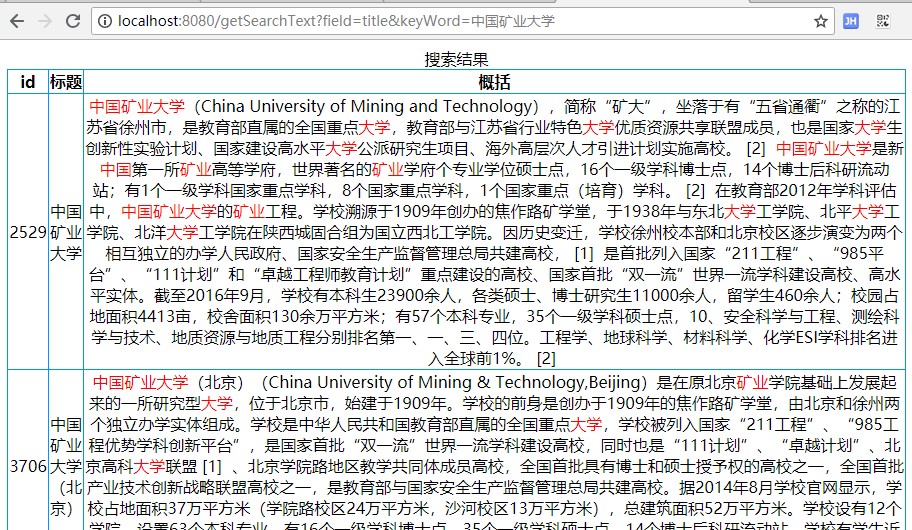 localhost:8080/getSearchText?field=title&keyWord=中国矿业大学
搜索结果
id 标题 概括
2529
中国
矿业
大学
中国矿业大学（China University of Mining and Technology），简称“矿大”，坐落于有“五省通衢”之称的江
苏省徐州市，是教育部直属的全国重点大学，教育部与江苏省行业特色大学优质资源共享联盟成员，也是国家大学生
创新性实验计划、国家建设高水平大学公派研究生项目、海外高层次人才引进计划实施高校。 [2] 中国矿业大学是新
中国第一所矿业高等学府，世界著名的矿业学府个专业学位硕士点，16个一级学科博士点，14个博士后科研流动
站；有1个一级学科国家重点学科，8个国家重点学科，1个国家重点（培育）学科。 [2] 在教育部2012年学科评估
中，中国矿业大学的矿业工程。学校溯源于1909年创办的焦作路矿学堂，于1938年与东北大学工学院、北平大学工
学院、北洋大学工学院在陕西城固合组为国立西北工学院。因历史变迁，学校徐州校本部和北京校区逐步演变为两个
相互独立的办学人民政府、国家安全生产监督管理总局共建高校， [1] 是首批列入国家“211工程”、“985平
台”、“111计划”和“卓越工程师教育计划”重点建设的高校、国家首批“双一流”世界一流学科建设高校、高水
平实体。截至2016年9月，学校有本科生23900余人，各类硕士、博士研究生11000余人，留学生460余人；校园占
地面积4413亩，校舍面积130余万平方米；有57个本科专业，35个一级学科硕士点，10、安全科学与工程、测绘科
学与技术、地质资源与地质工程分别排名第一、一、三、四位。工程学、地球科学、材料科学、化学ESI学科排名进
入全球前1%。 [2]
3706
中国
矿业
大学
（北
京）
中国矿业大学（北京）（China University of Mining & Technology,Beijing）是在原北京矿业学院基础上发展起
来的一所研究型大学，位于北京市，始建于1909年。学校的前身是创办于1909年的焦作路矿学堂，由北京和徐州两
个独立办学实体组成。学校是中华人民共和国教育部直属的全国重点大学，学校被列入国家“211工程”、“985工
程优势学科创新平台”，是国家首批“双一流”世界一流学科建设高校，同时也是“111计划”、“卓越计划”、北
京高科大学联盟 [1] 、北京学院路地区教学共同体成员高校，全国首批具有博士和硕士授予权的高校之一，全国首批
产业技术创新战略联盟高校之一，是教育部与国家安全生产监督管理总局共建高校。据2014年8月学校官网显示，学
校占地面积37万平方米（学院路校区24万平方米，沙河校区13万平方米），总建筑面积52万平方米。学校设有12个
学院，设置63个本科专业，有16个一级学科博士点，35个一级学科硕士点，14个博士后科研流动站，学校有学生近